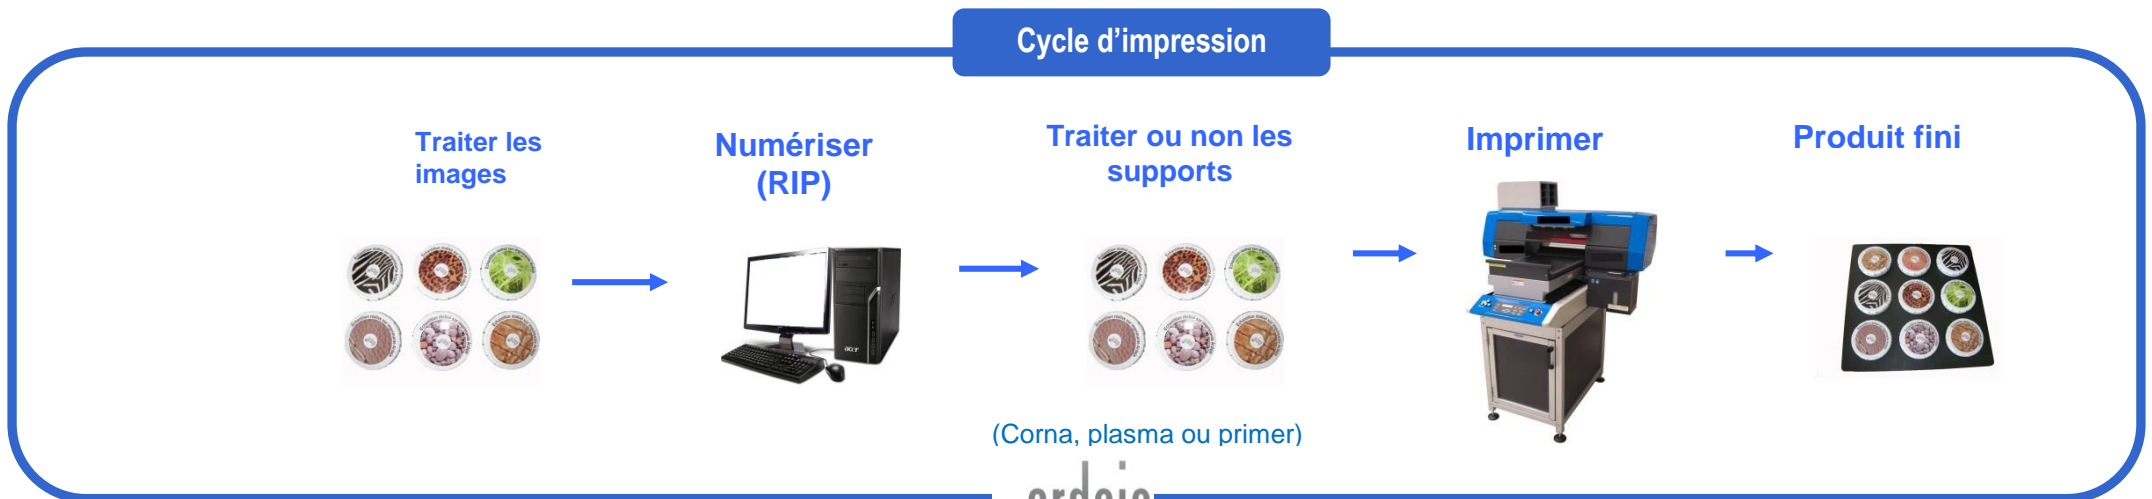 Cycle d’impression
Traiter les
images
Numériser
(RIP)
Traiter ou non les
supports
Imprimer
Produit fini
acer
(Corna, plasma ou primer)